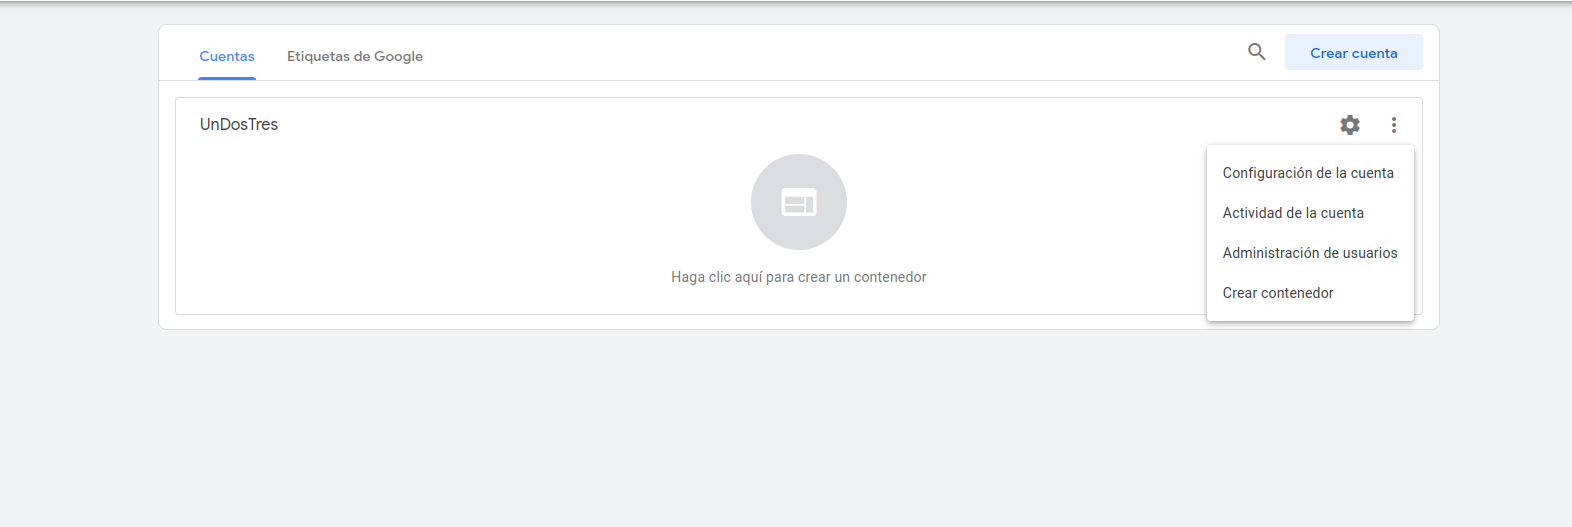 Cuentas
Etiquetas de Google
Crear cuenta
UnDosTres
Configuración de la cuenta
Actividad de la cuenta
Administración de usuarios
Crear contenedor
Haga clic aquí para crear un contenedor